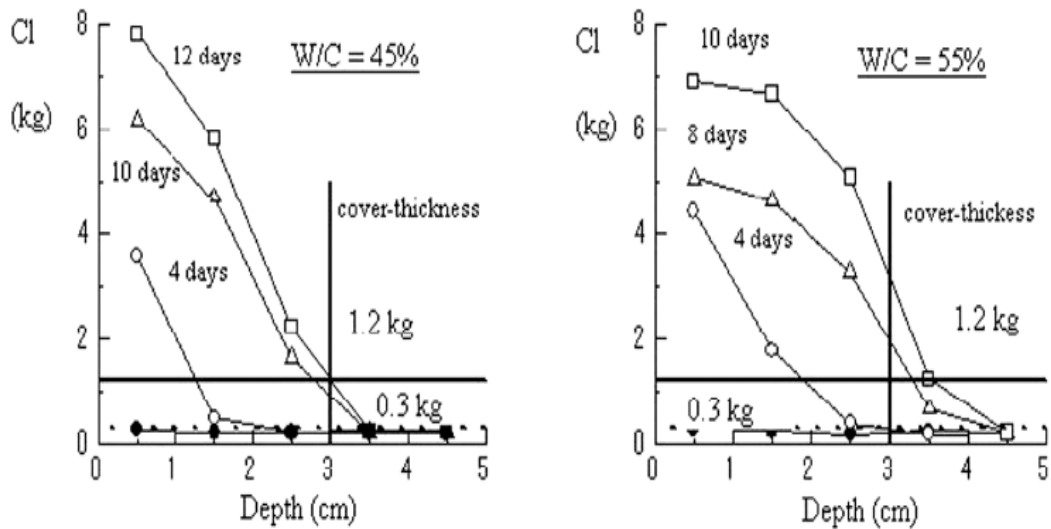 Cl
(kg)
8
6
4
2
0
12 days
W/C = 45%
10 days
4 days
cover-thickness
1.2 kg
0.3 kg
0 1 2 3 4 5
Depth (cm)
Cl
(kg)
8
6
4
2
0
10 days
W/C = 55%
8 days
4 days
cover-thickess
1.2 kg
0.3 kg
0 1 2 3 4 5
Depth (cm)